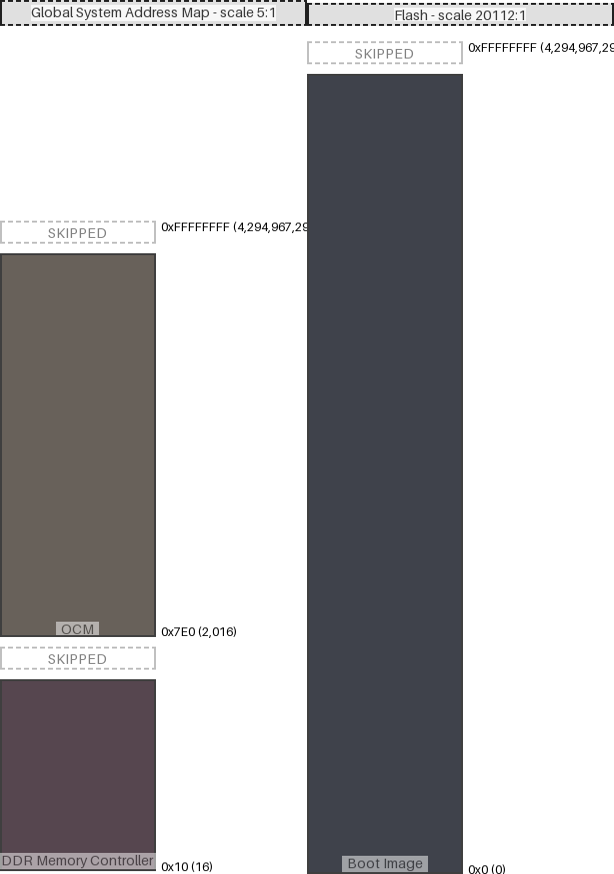 Global System Address Map - scale 5:1
SKIPPED
0xFFFFFFFF (4,294,967,29
OCM
0x7E0 (2,016)
SKIPPED
DDR Memory Controller
0x10 (16)
Flash - scale 20112:1
SKIPPED
0xFFFFFFFF (4,294,967,29
Boot Image
0x0 (0)